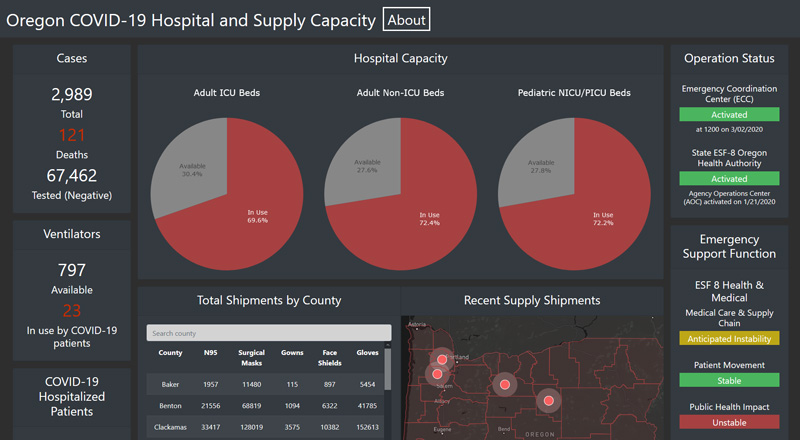 Oregon COVID-19 Hospital and Supply Capacity About
Cases
2,989
Total
121
Deaths
67,462
Tested (Negative)
Ventilators
797
Available
23
In use by COVID-19
patients
COVID-19
Hospitalized
Patients
Hospital Capacity
Adult ICU Beds
Available
30.4%
In Use
69.6%
Adult Non-ICU Beds
Available
27.6%
In Use
72.4%
Pediatric NICU/PICU Beds
Available
27.8%
In Use
72.2%
Total Shipments by County
Search county
County N95 Surgical Masks Gowns Face Shields Gloves
Baker 1957 11480 115 897 5454
Benton 21556 68819 1094 6322 41785
Clackamas 33417 128019 3575 10382 152613
Recent Supply Shipments
Astoria
Portland
Salem
Albany
Eugene
Bend
OREGON
Operation Status
Emergency Coordination
Center (ECC)
Activated
at 1200 on 3/02/2020
State ESF-8 Oregon
Health Authority
Activated
Agency Operations Center
(AOC) activated on 1/21/2020
Emergency
Support Function
ESF 8 Health &
Medical
Medical Care & Supply
Chain
Anticipated Instability
Patient Movement
Stable
Public Health Impact
Unstable